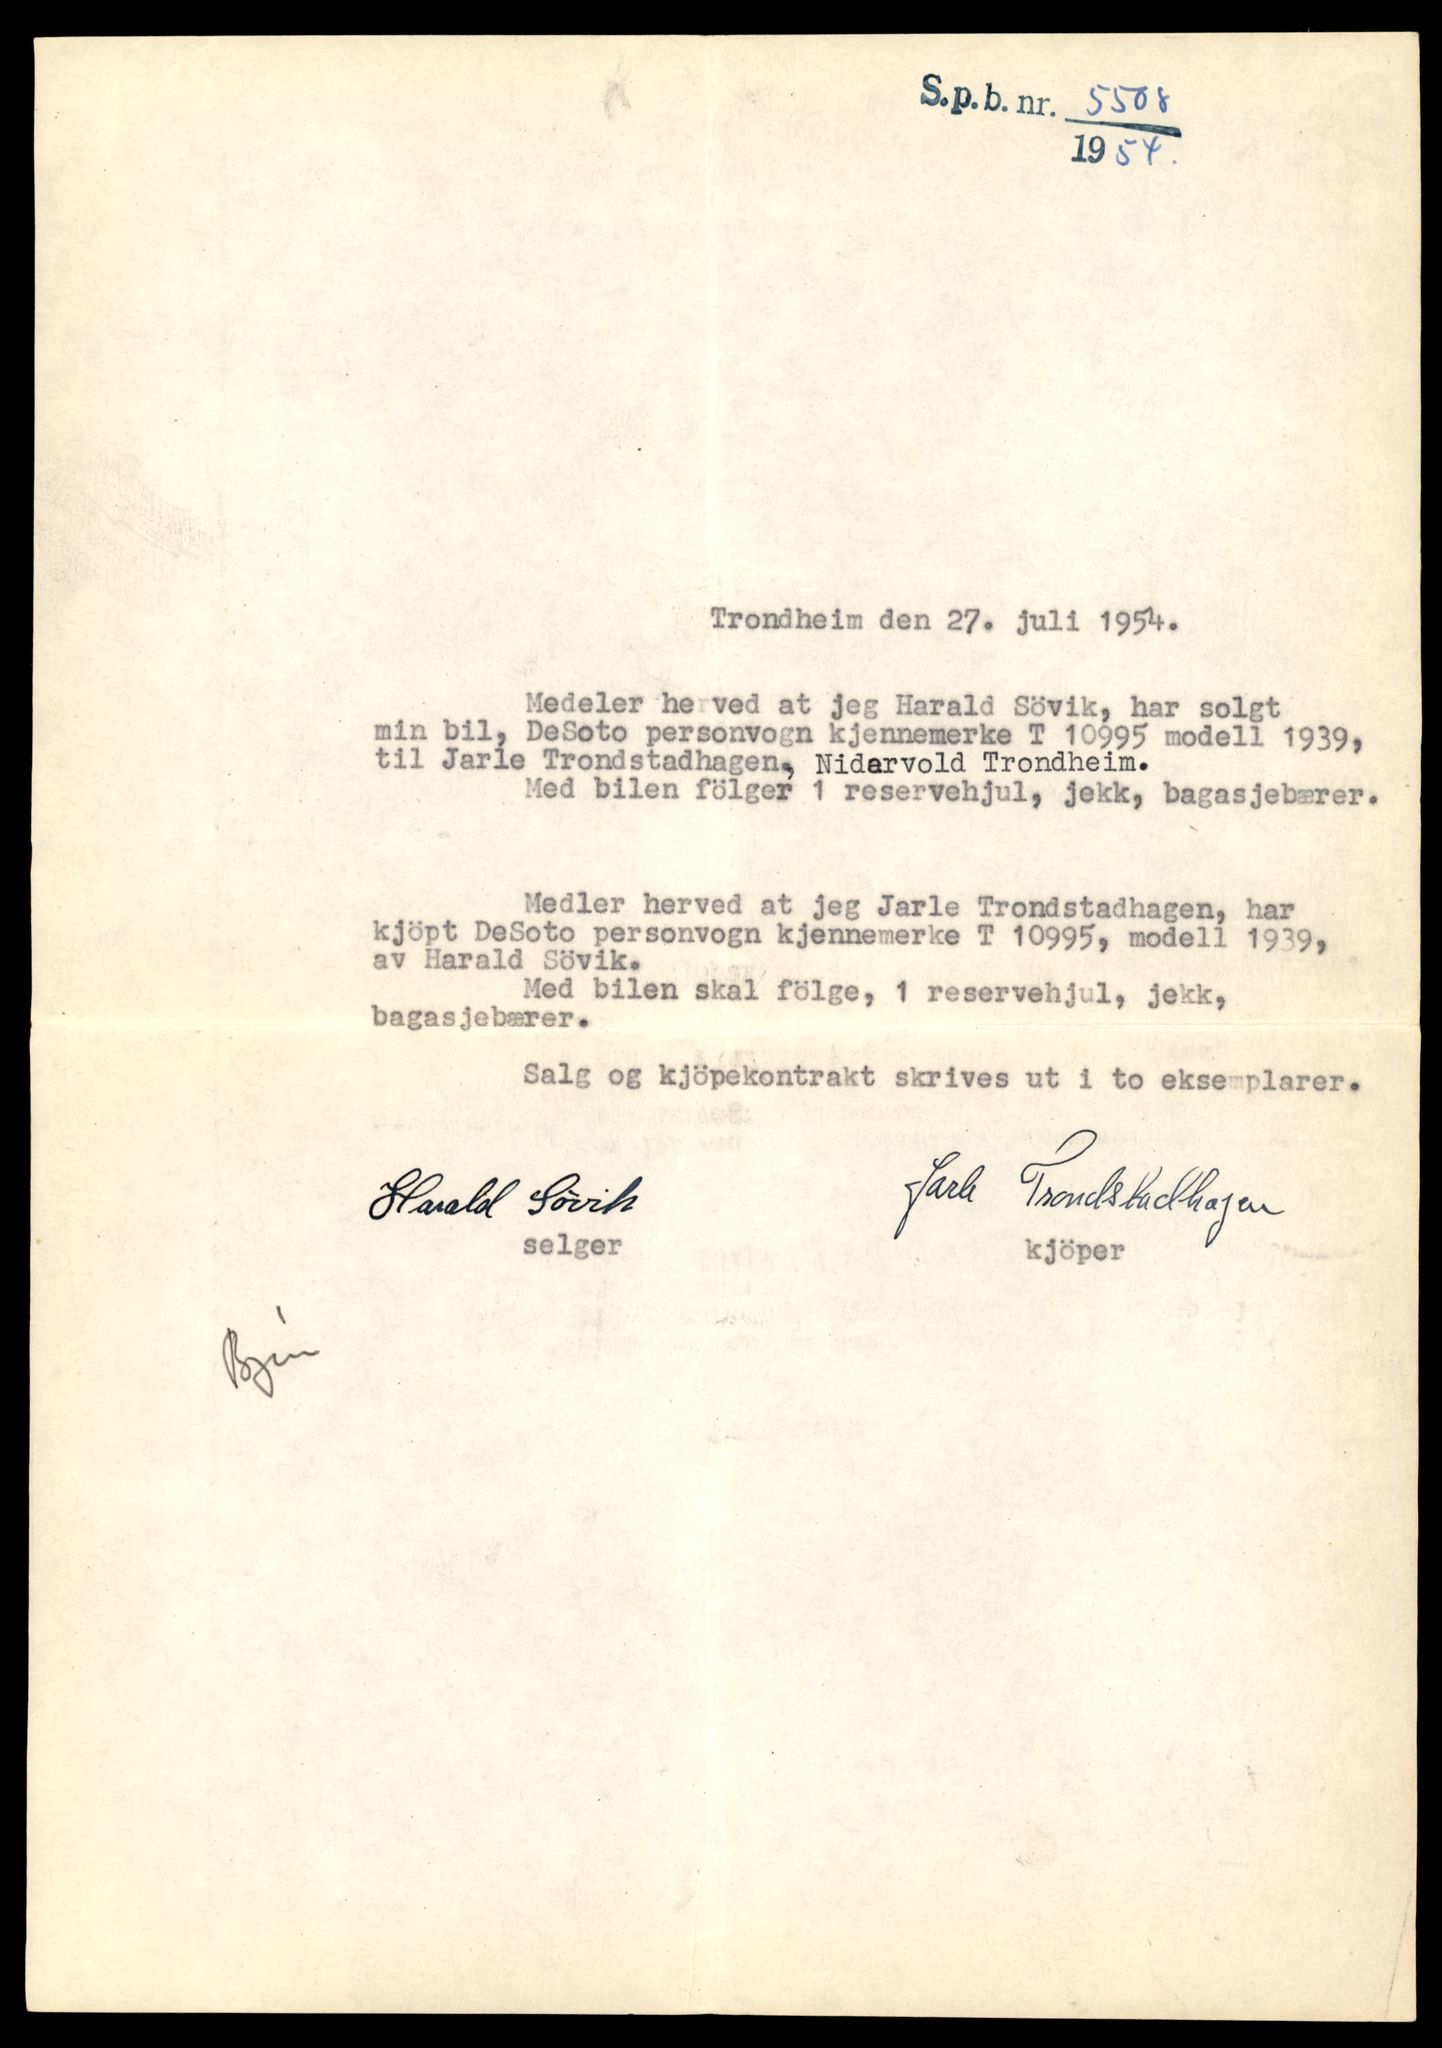 S.p.b. nr. 5508
1954.
Trondheim den 27. juli 1954.
Medeler herved at jeg Harald Sövik, har solgt
min bil, DeSoto personvogn kjennemerke T 10995 modell 1939,
til Jarle Trondstadhagen, Nidarvold Trondheim.
Med bilen fölger 1 reservehjul, jekk, bagasjebærer.
Medler herved at jeg Jarle Trondstadhagen, har
kjöpt DeSoto personvogn kjennemerke T 10995, modell 1939,
av Harald Sövik.
Med bilen skal fölge, 1 reservehjul, jekk,
bagasjebærer.
Salg og kjöpekontrakt skrives ut i to eksemplarer.
Harald Sövik Jarle Trondstadhagen
selger kjöper